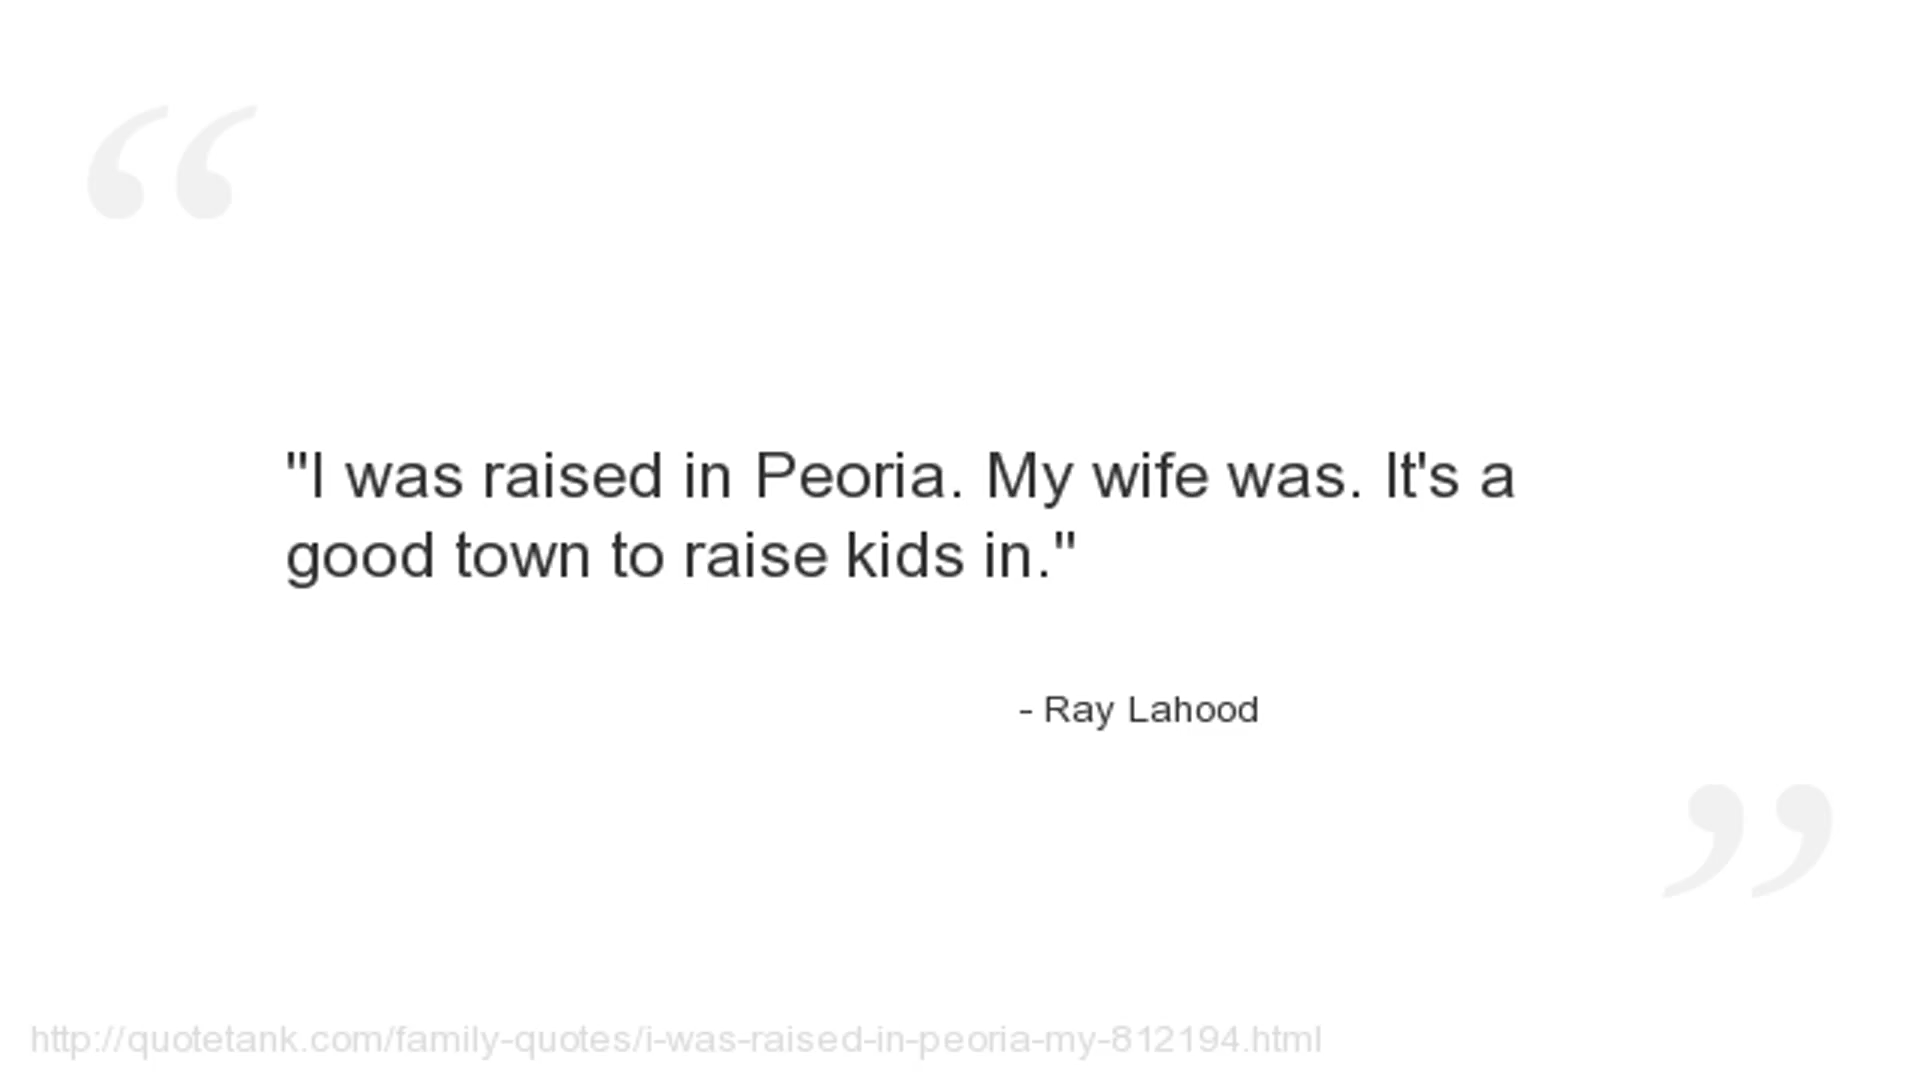 "I was raised in Peoria. My wife was. It's a
good town to raise kids in."
- Ray Lahood
http://quotetank.com/family-quotes/i-was-raised-in-peoria-my-812194.html